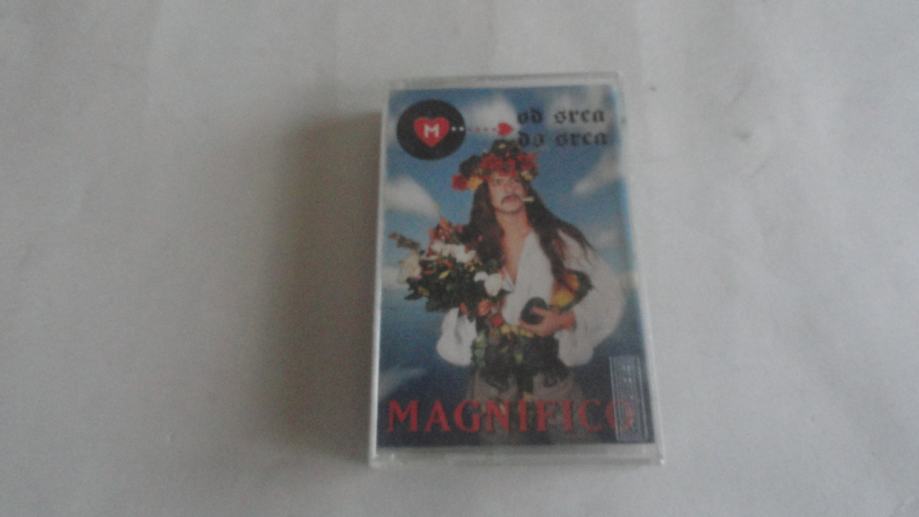 M
od srca
do srca
MAGNIFICO